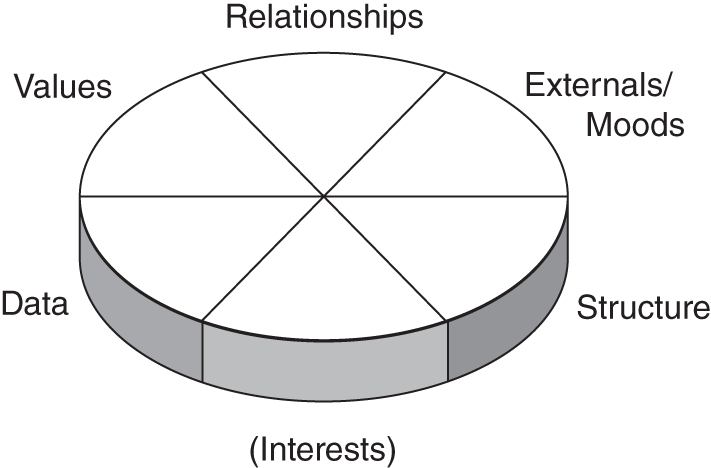 Relationships
Values
Externals/
Moods
Data
Structure
(Interests)